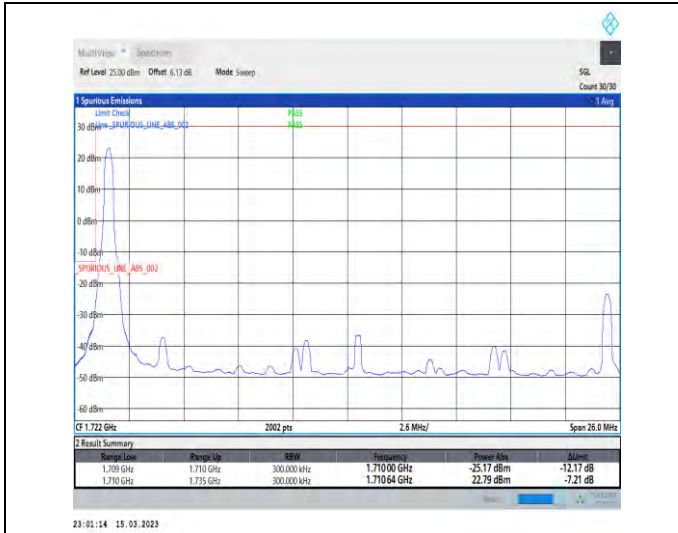 MultiView Spectrum
Ref Level 25.00 dBm Offset 6.13 dB Mode Sweep SGL
Count 30/30
1 Spurious Emissions 1 Avg
Limit Check PASS
30 dBm Line _SPURIOUS_LINE_ABS_002 PASS
20 dBm
10 dBm
0 dBm
-10 dBm
_SPURIOUS_LINE_ABS_002
-20 dBm
-30 dBm
-40 dBm
-50 dBm
-60 dBm
CF 1.722 GHz 2002 pts 2.6 MHz/ Span 26.0 MHz
2 Result Summary
Range Low Range Up RBW Frequency Power Abs ΔLimit
1.709 GHz 1.710 GHz 300.000 kHz 1.71000 GHz -25.17 dBm -12.17 dB
1.710 GHz 1.735 GHz 300.000 kHz 1.71064 GHz 22.79 dBm -7.21 dB
23:01:14 15.03.2023